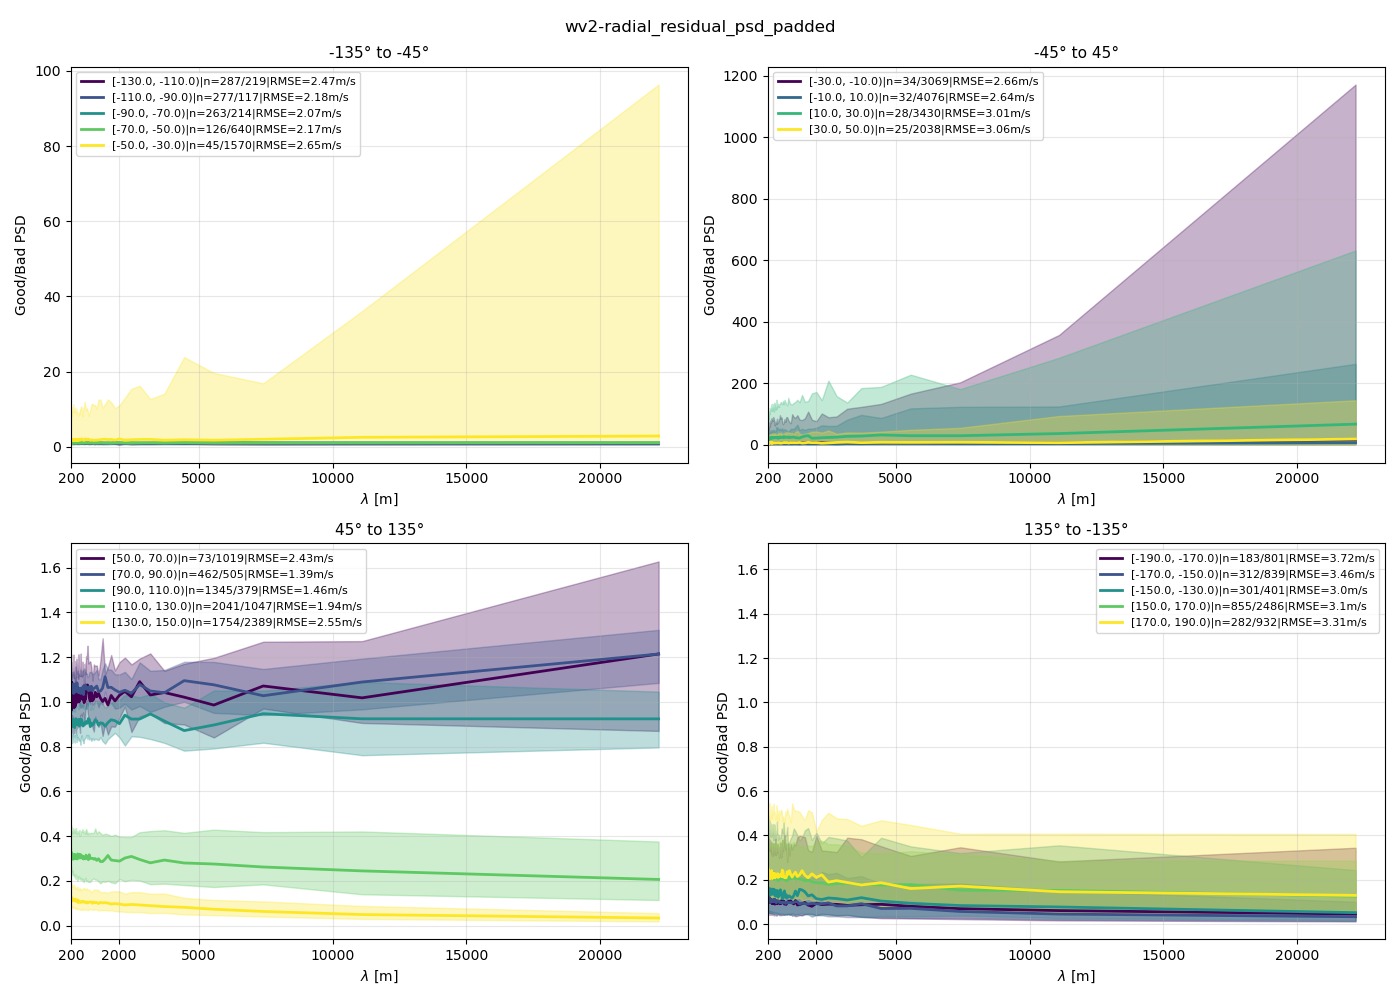 wv2-radial_residual_psd_padded
-135° to -45°
[-130.0, -110.0)|n=287/219|RMSE=2.47m/s
[-110.0, -90.0)|n=277/117|RMSE=2.18m/s
[-90.0, -70.0)|n=263/214|RMSE=2.07m/s
[-70.0, -50.0)|n=126/640|RMSE=2.17m/s
[-50.0, -30.0)|n=45/1570|RMSE=2.65m/s
100
80
60
40
20
0
Good/Bad PSD
200 2000 5000 10000 15000 20000
λ [m]
-45° to 45°
[-30.0, -10.0)|n=34/3069|RMSE=2.66m/s
[-10.0, 10.0)|n=32/4076|RMSE=2.64m/s
[10.0, 30.0)|n=28/3430|RMSE=3.01m/s
[30.0, 50.0)|n=25/2038|RMSE=3.06m/s
1200
1000
800
600
400
200
0
Good/Bad PSD
200 2000 5000 10000 15000 20000
λ [m]
45° to 135°
[50.0, 70.0)|n=73/1019|RMSE=2.43m/s
[70.0, 90.0)|n=462/505|RMSE=1.39m/s
[90.0, 110.0)|n=1345/379|RMSE=1.46m/s
[110.0, 130.0)|n=2041/1047|RMSE=1.94m/s
[130.0, 150.0)|n=1754/2389|RMSE=2.55m/s
1.6
1.4
1.2
1.0
0.8
0.6
0.4
0.2
0.0
Good/Bad PSD
200 2000 5000 10000 15000 20000
λ [m]
135° to -135°
[-190.0, -170.0)|n=183/801|RMSE=3.72m/s
[-170.0, -150.0)|n=312/839|RMSE=3.46m/s
[-150.0, -130.0)|n=301/401|RMSE=3.0m/s
[150.0, 170.0)|n=855/2486|RMSE=3.1m/s
[170.0, 190.0)|n=282/932|RMSE=3.31m/s
1.6
1.4
1.2
1.0
0.8
0.6
0.4
0.2
0.0
Good/Bad PSD
200 2000 5000 10000 15000 20000
λ [m]